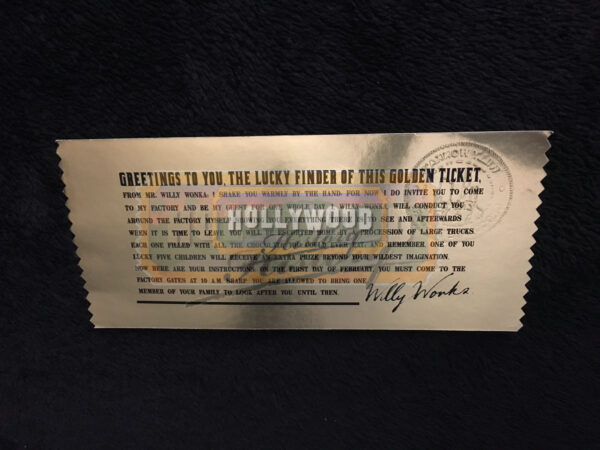 GREETINGS TO YOU, THE LUCKY FINDER OF THIS GOLDEN TICKET,
FROM MR. WILLY WONKA! I SHAKE YOU WARMLY BY THE HAND. FOR NOW I DO INVITE YOU TO COME
TO MY FACTORY AND BE MY GUEST FOR ONE WHOLE DAY. I, WILLY WONKA, WILL CONDUCT YOU
AROUND THE FACTORY MYSELF EVERYTHING THERE IS TO SEE AND AFTERWARDS
HOLLYWOOD
WHEN IT IS TIME TO LEAVE, YOU WILL BE ESCORTED HOME BY A PROCESSION OF LARGE TRUCKS,
EACH ONE FILLED WITH ALL THE CHOCOLATE YOU COULD EVER EAT. REMEMBER, ONE OF YOU
LUCKY FIVE CHILDREN WILL RECEIVE AN EXTRA PRIZE BEYOND YOUR WILDEST IMAGINATION.
NOW HERE ARE YOUR INSTRUCTIONS: ON THE FIRST DAY OF FEBRUARY, YOU MUST COME TO THE
FACTORY GATES AT 10 A.M. SHARP. YOU ARE ALLOWED TO BRING ONE
MEMBER OF YOUR FAMILY TO LOOK AFTER YOU. UNTIL THEN,
Willy Wonka